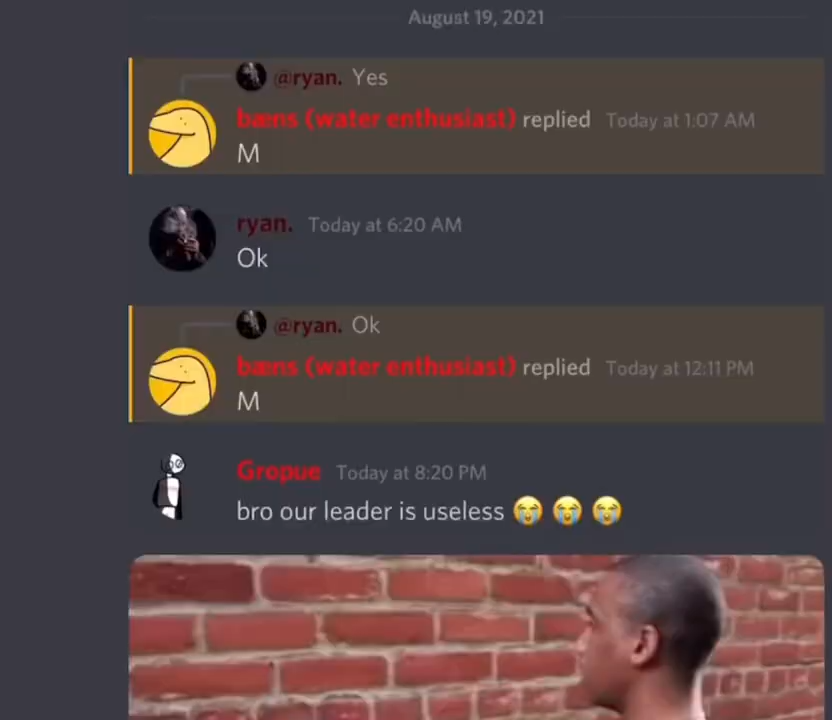 August 19, 2021
@ryan. Yes
bæns (water enthusiast) replied Today at 1:07 AM
M
ryan. Today at 6:20 AM
Ok
@ryan. Ok
bæns (water enthusiast) replied Today at 12:11 PM
M
Gropue Today at 8:20 PM
bro our leader is useless 😭 😭 😭